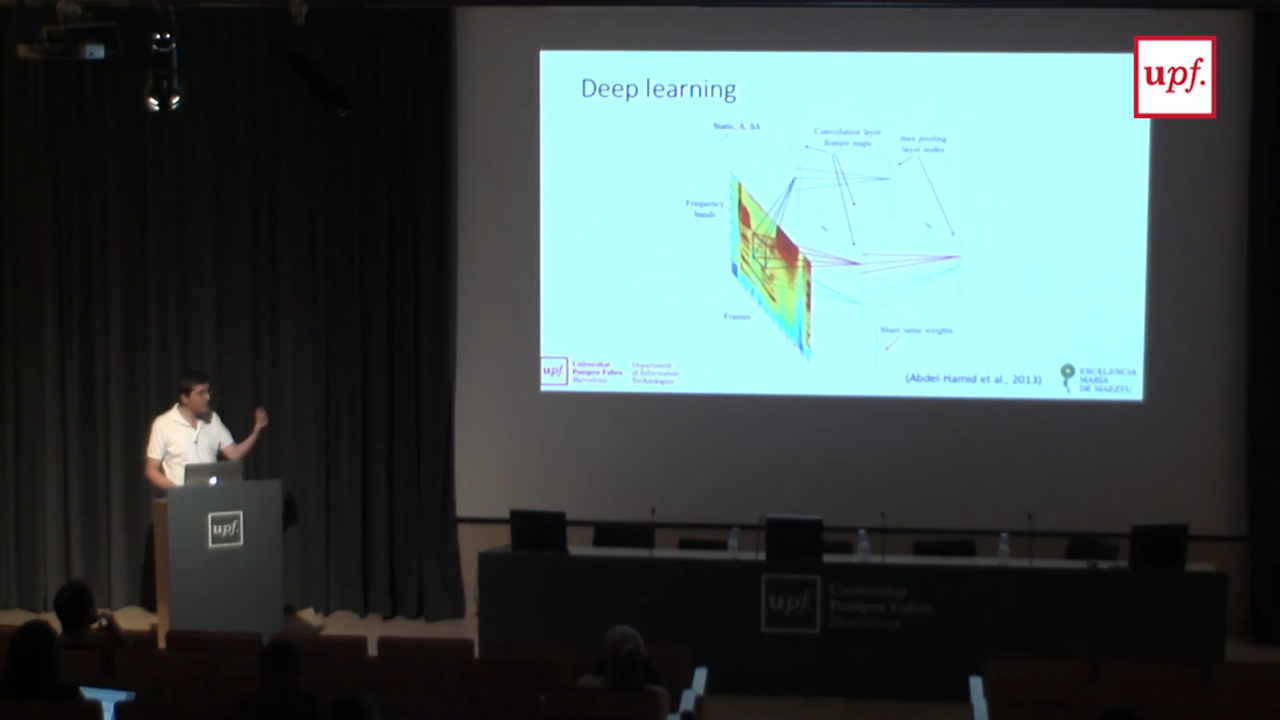 upf.
Deep learning
Static, Δ, ΔΔ
Convolution layer
feature maps
max pooling
layer nodes
Frequency
bands
Frames
Share same weights
upf
Universitat
Pompeu Fabra
Barcelona
Department
of Information
Technologies
(Abdel-Hamid et al., 2013)
EXCELENCIA
MARÍA
DE MAEZTU
upf.
upf.
Universitat
Pompeu Fabra
Barcelona